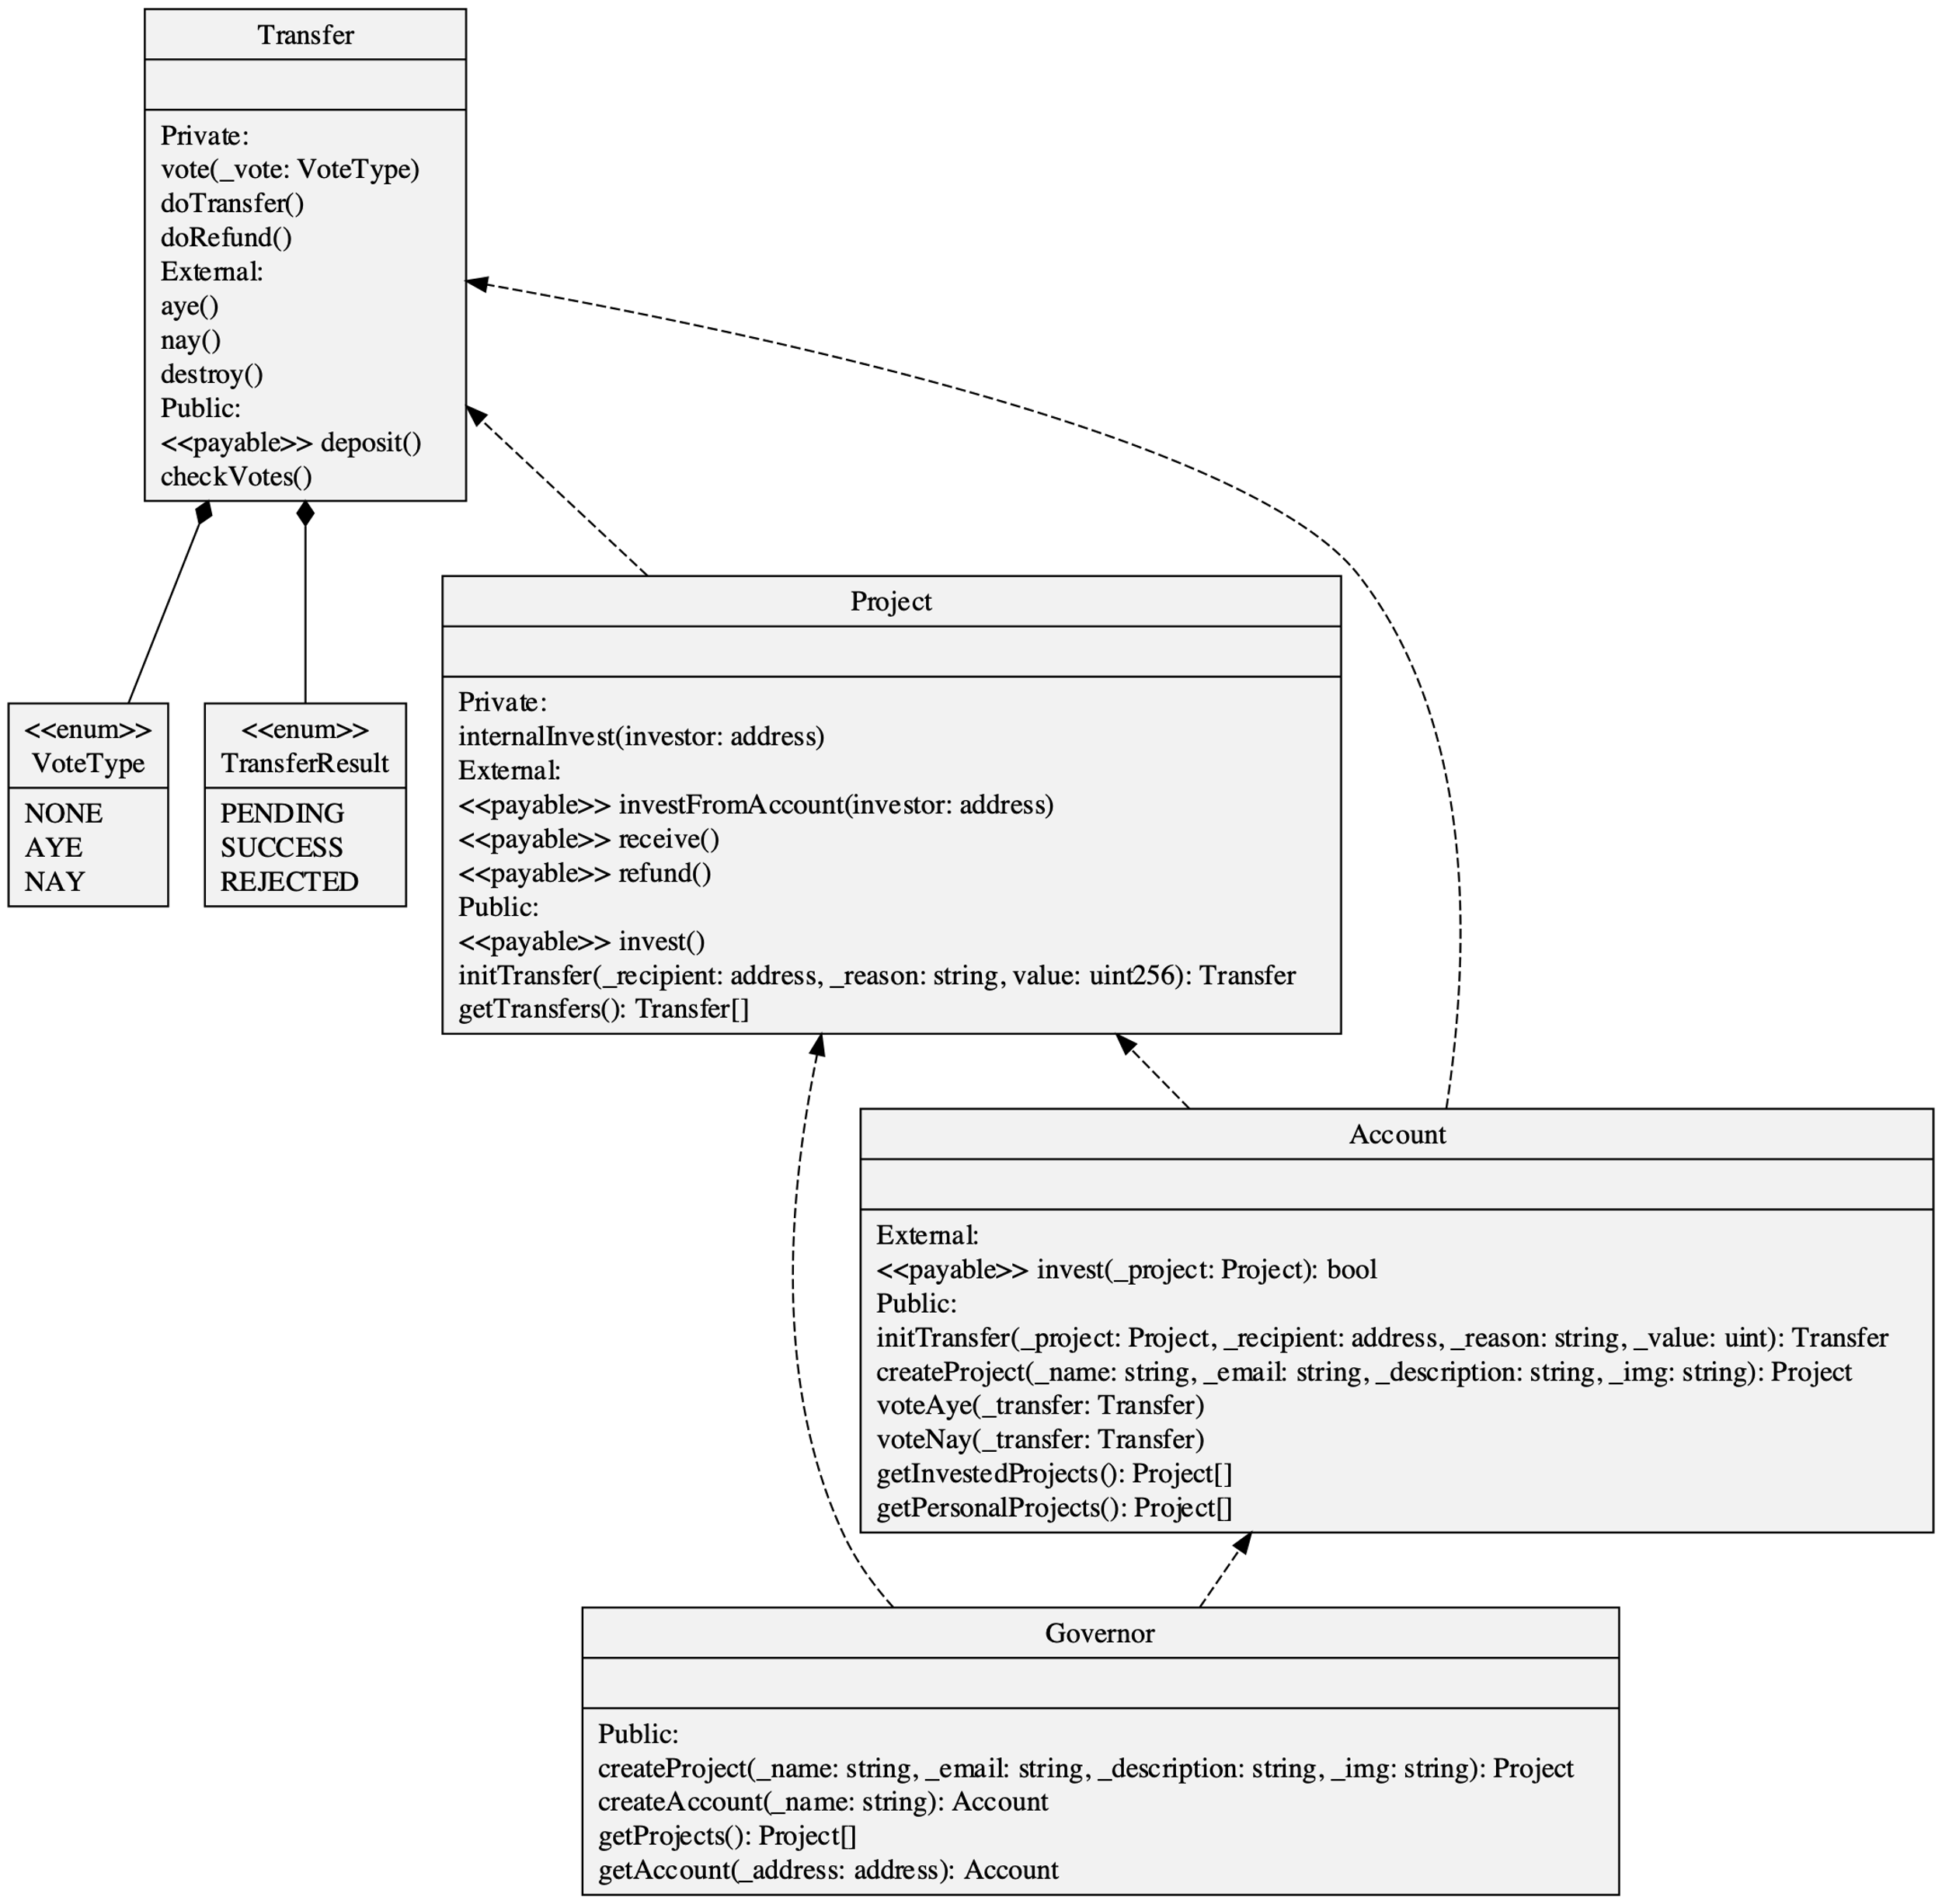 Transfer
Private:
vote(_vote: VoteType)
doTransfer()
doRefund()
External:
aye()
nay()
destroy()
Public:
<<payable>> deposit()
checkVotes()
<<enum>>
VoteType
NONE
AYE
NAY
<<enum>>
TransferResult
PENDING
SUCCESS
REJECTED
Project
Private:
internalInvest(investor: address)
External:
<<payable>> investFromAccount(investor: address)
<<payable>> receive()
<<payable>> refund()
Public:
<<payable>> invest()
initTransfer(_recipient: address, _reason: string, value: uint256): Transfer
getTransfers(): Transfer[]
Account
External:
<<payable>> invest(_project: Project): bool
Public:
initTransfer(_project: Project, _recipient: address, _reason: string, _value: uint): Transfer
createProject(_name: string, _email: string, _description: string, _img: string): Project
voteAye(_transfer: Transfer)
voteNay(_transfer: Transfer)
getInvestedProjects(): Project[]
getPersonalProjects(): Project[]
Governor
Public:
createProject(_name: string, _email: string, _description: string, _img: string): Project
createAccount(_name: string): Account
getProjects(): Project[]
getAccount(_address: address): Account